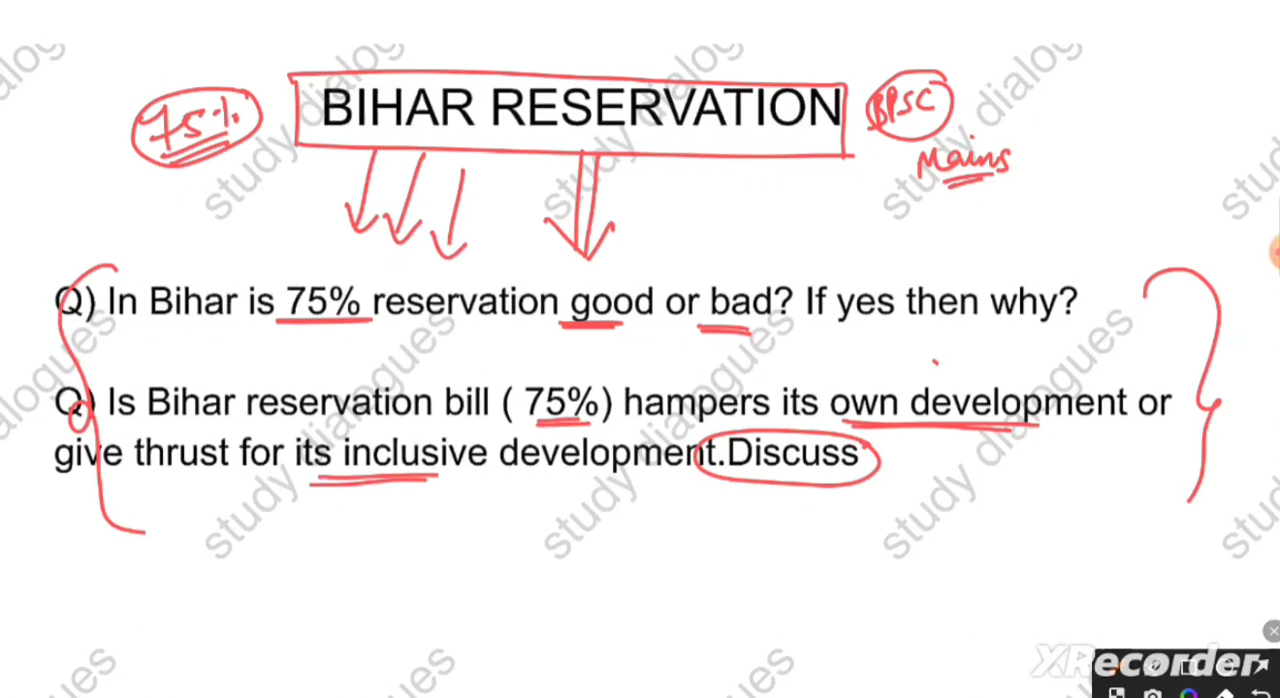 75%
BIHAR RESERVATION
BPSC
Mains
Q) In Bihar is 75% reservation good or bad? If yes then why?
Q) Is Bihar reservation bill ( 75%) hampers its own development or
give thrust for its inclusive development.Discuss
study dialogues
XRecorder